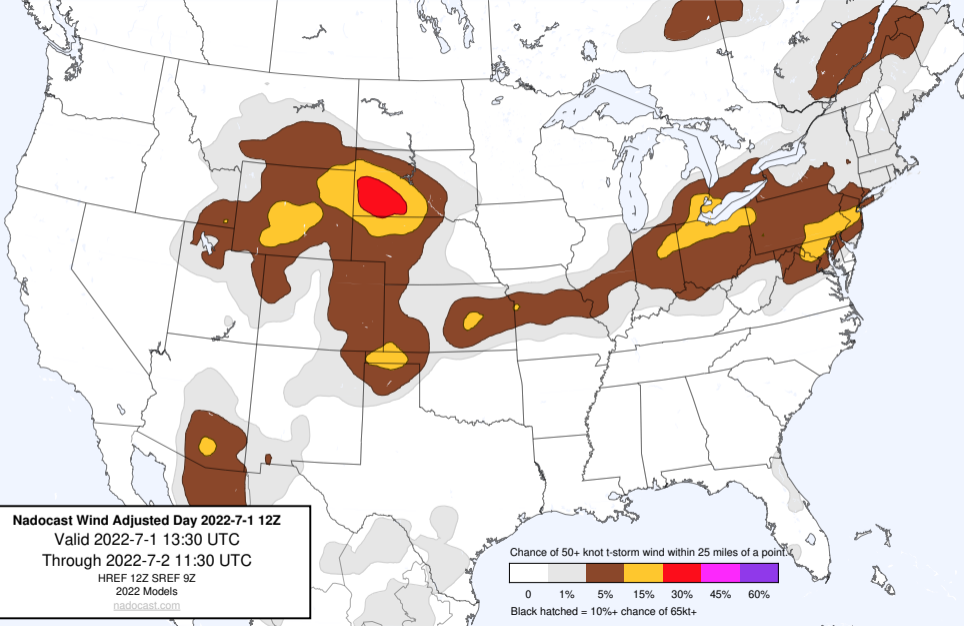 Nadocast Wind Adjusted Day 2022-7-1 12Z
Valid 2022-7-1 13:30 UTC
Through 2022-7-2 11:30 UTC
HREF 12Z SREF 9Z
2022 Models
nadocast.com
Chance of 50+ knot t-storm wind within 25 miles of a point.
0 1% 5% 15% 30% 45% 60%
Black hatched = 10%+ chance of 65kt+